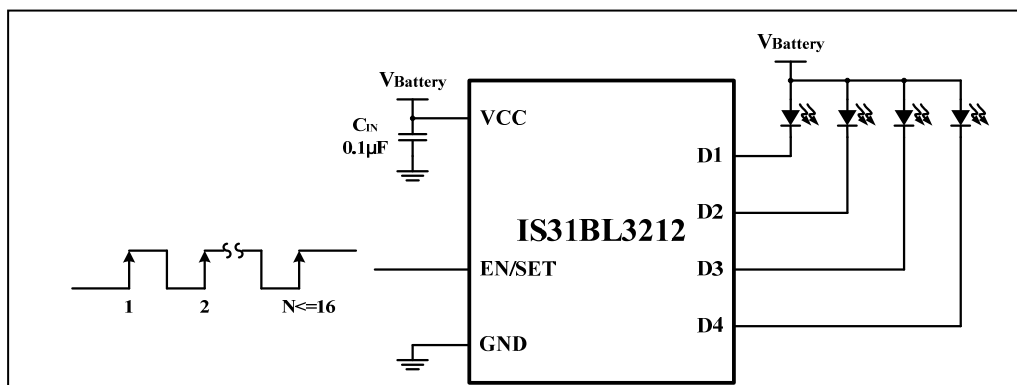 VBattery
VCC
CIN
0.1μF
VBattery
D1
D2
IS31BL3212
D3
D4
EN/SET
GND
1
2
N<=16